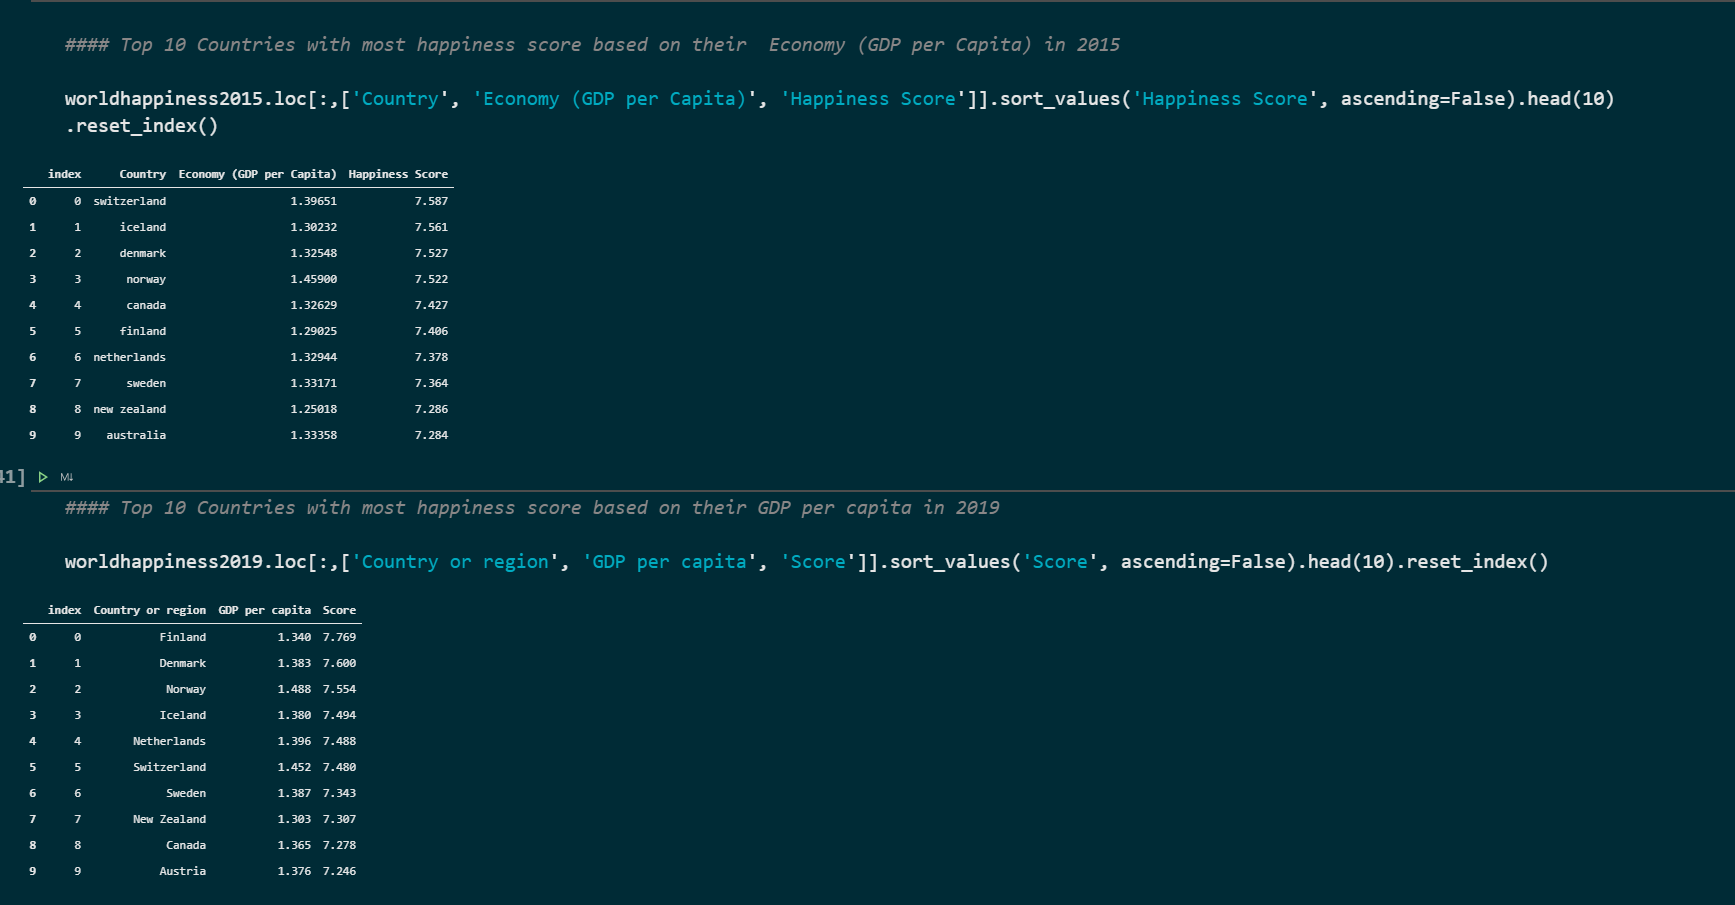 #### Top 10 Countries with most happiness score based on their  Economy (GDP per Capita) in 2015
worldhappiness2015.loc[:,['Country', 'Economy (GDP per Capita)', 'Happiness Score']].sort_values('Happiness Score', ascending=False).head(10)
.reset_index()
index Country Economy (GDP per Capita) Happiness Score
0 0 switzerland 1.39651 7.587
1 1 iceland 1.30232 7.561
2 2 denmark 1.32548 7.527
3 3 norway 1.45900 7.522
4 4 canada 1.32629 7.427
5 5 finland 1.29025 7.406
6 6 netherlands 1.32944 7.378
7 7 sweden 1.33171 7.364
8 8 new zealand 1.25018 7.286
9 9 australia 1.33358 7.284
41] M↓
#### Top 10 Countries with most happiness score based on their GDP per capita in 2019
worldhappiness2019.loc[:,['Country or region', 'GDP per capita', 'Score']].sort_values('Score', ascending=False).head(10).reset_index()
index Country or region GDP per capita Score
0 0 Finland 1.340 7.769
1 1 Denmark 1.383 7.600
2 2 Norway 1.488 7.554
3 3 Iceland 1.380 7.494
4 4 Netherlands 1.396 7.488
5 5 Switzerland 1.452 7.480
6 6 Sweden 1.387 7.343
7 7 New Zealand 1.303 7.307
8 8 Canada 1.365 7.278
9 9 Austria 1.376 7.246